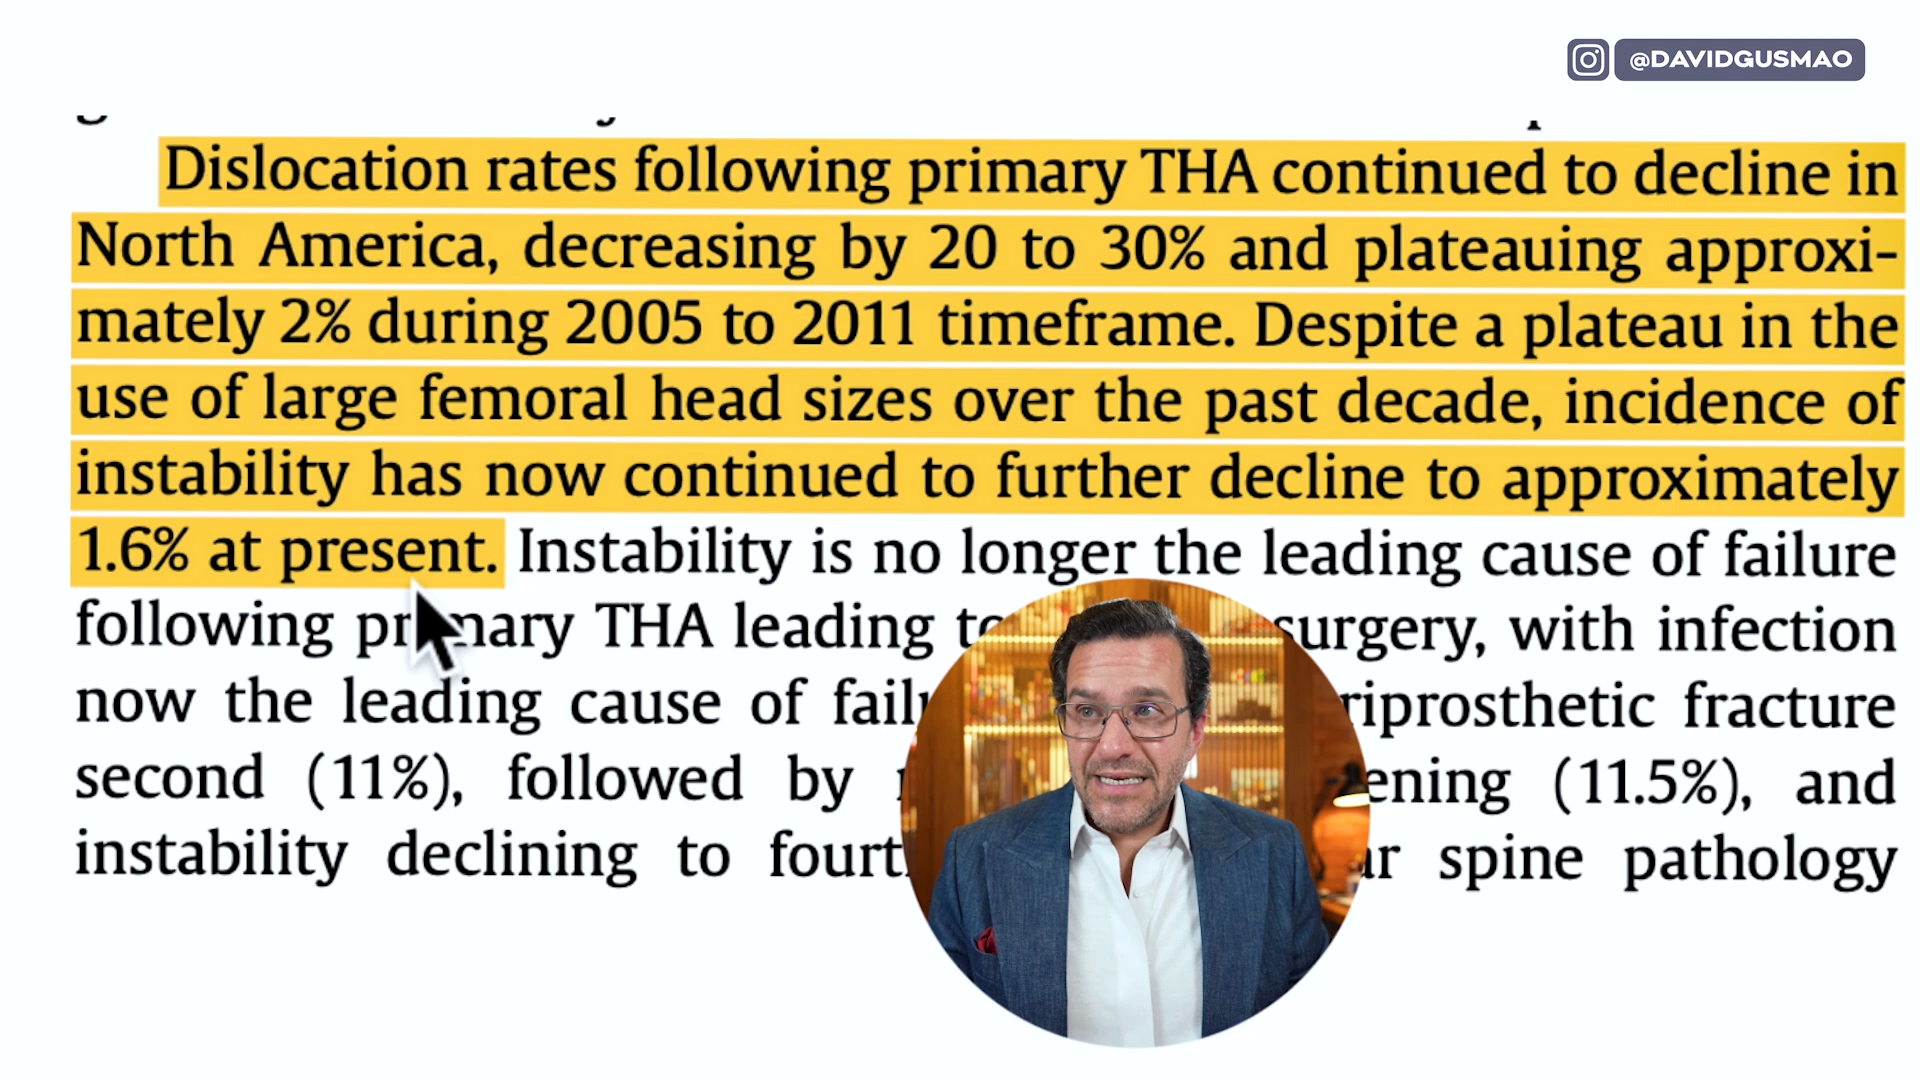 @DAVIDGUSMAO
Dislocation rates following primary THA continued to decline in
North America, decreasing by 20 to 30% and plateauing approxi-
mately 2% during 2005 to 2011 timeframe. Despite a plateau in the
use of large femoral head sizes over the past decade, incidence of
instability has now continued to further decline to approximately
1.6% at present. Instability is no longer the leading cause of failure
following primary THA leading surgery, with infection
now the leading cause of riprosthetic fracture
second (11%), followed by ening (11.5%), and
instability declining to spine pathology